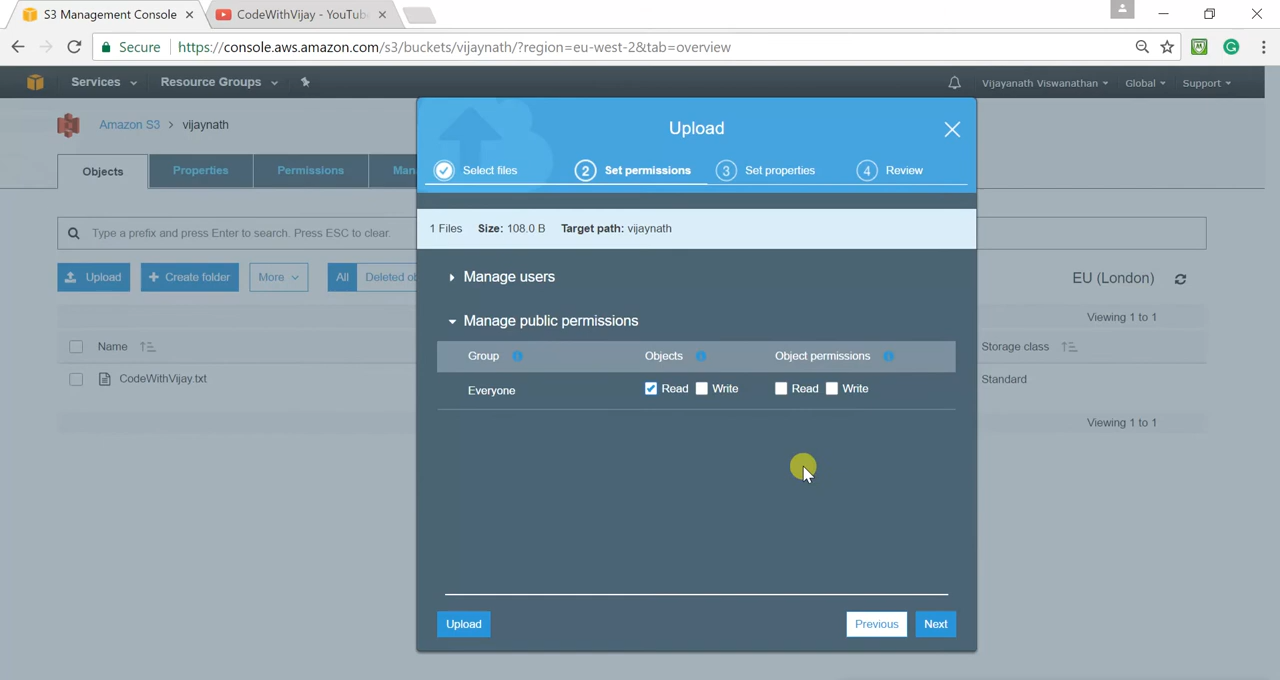 S3 Management Console
CodeWithVijay - YouTub
Secure
https://console.aws.amazon.com/s3/buckets/vijaynath/?region=eu-west-2&tab=overview
Services
Resource Groups
Vijayanath Viswanathan
Global
Support
Amazon S3 > vijaynath
Objects
Properties
Permissions
Man
Type a prefix and press Enter to search. Press ESC to clear.
Upload
Create folder
More
All
Deleted o
EU (London)
Viewing 1 to 1
Name
Storage class
CodeWithVijay.txt
Standard
Viewing 1 to 1
Upload
Select files
2 Set permissions
3 Set properties
4 Review
1 Files Size: 108.0 B Target path: vijaynath
Manage users
Manage public permissions
Group
Objects
Object permissions
Everyone
Read
Write
Read
Write
Upload
Previous
Next